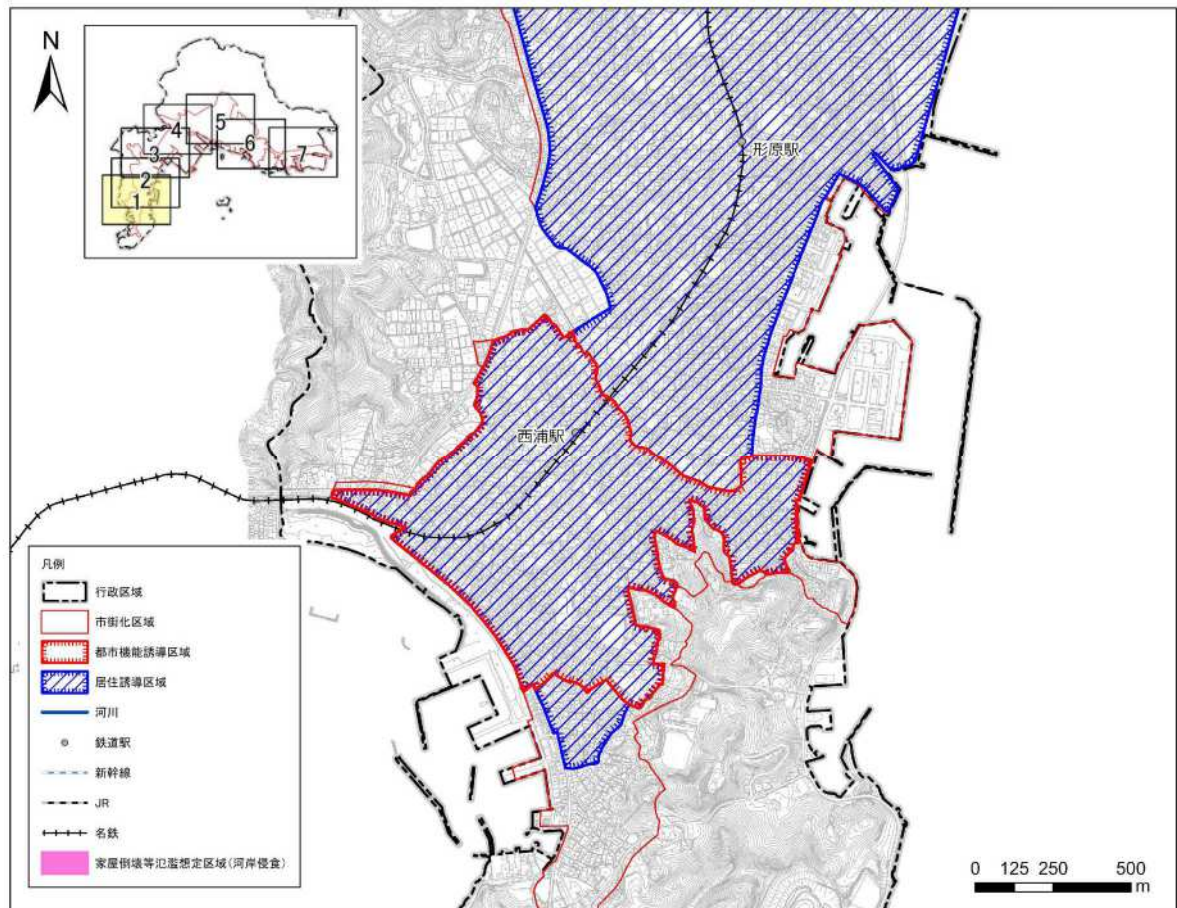 N
5
4
6
7
3
2
1
形原駅
西浦駅
凡例
行政区域
市街化区域
都市機能誘導区域
居住誘導区域
河川
鉄道駅
新幹線
JR
名鉄
家屋倒壊等氾濫想定区域(河岸侵食)
0 125 250 500
m